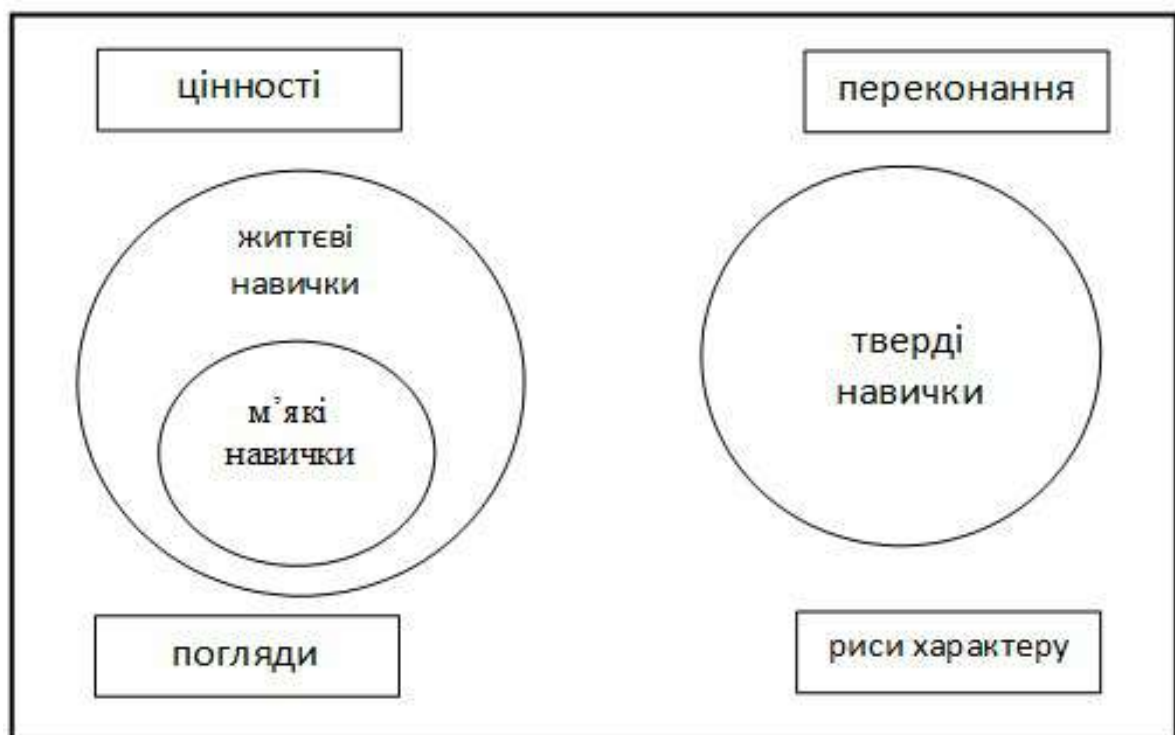 цінності
переконання
життєві
навички
м’які
навички
тверді
навички
погляди
риси характеру